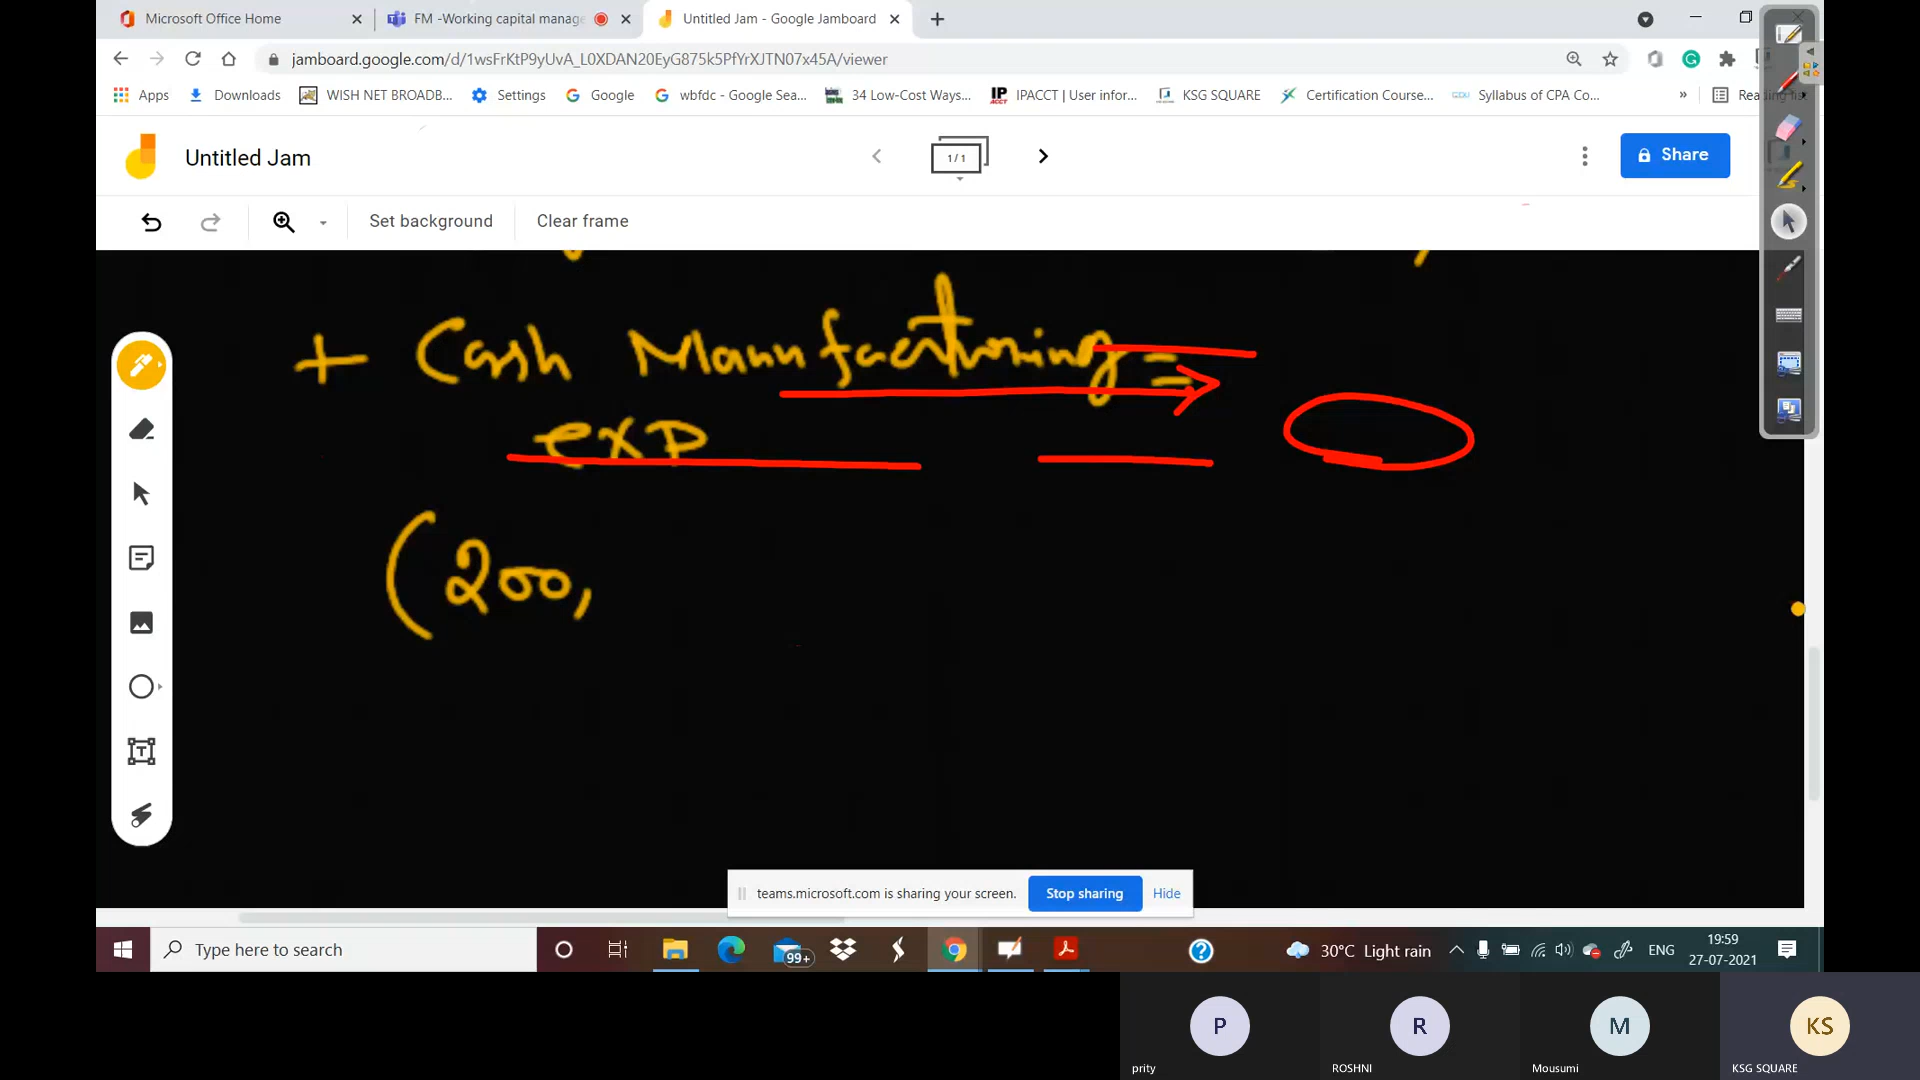 Microsoft Office Home
FM -Working capital manage
Untitled Jam - Google Jamboard
jamboard.google.com/d/1wsFrKtP9yUvA_L0XDAN20EyG875k5PfYrXJTN07x45A/viewer
Apps
Downloads
WISH NET BROADB...
Settings
Google
wbfdc - Google Sea...
34 Low-Cost Ways...
IPACCT | User infor...
KSG SQUARE
Certification Course...
Syllabus of CPA Co...
»
Reading list
Untitled Jam
1 / 1
Share
Set background
Clear frame
+ Cash Manufacturing =
exp
(200,
teams.microsoft.com is sharing your screen.
Stop sharing
Hide
Type here to search
99+
30°C Light rain
ENG
19:59
27-07-2021
P
R
M
KS
prity
ROSHNI
Mousumi
KSG SQUARE